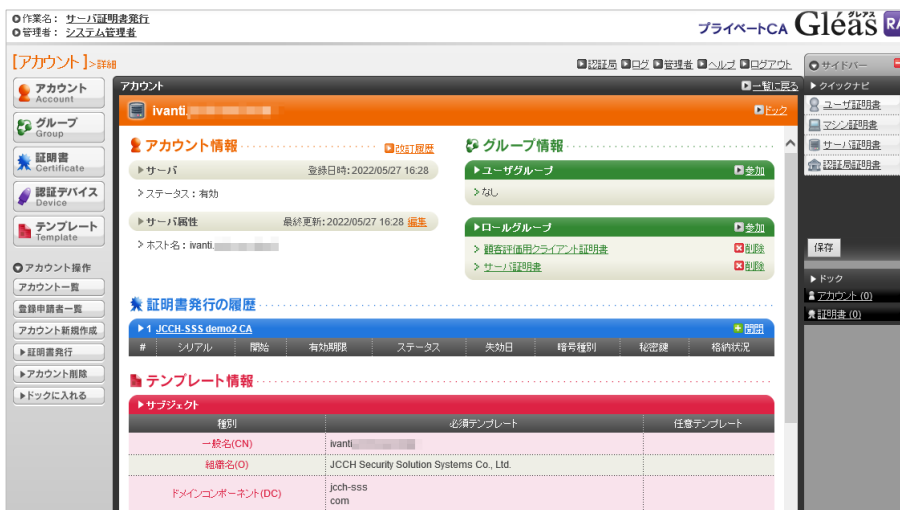 作業名： サーバ証明書発行
管理者： システム管理者
プライベートCA Gléas グレアス RA
[アカウント]>詳細
認証局 ログ 管理者 ヘルプ ログアウト
アカウント
Account
グループ
Group
証明書
Certificate
認証デバイス
Device
テンプレート
Template
アカウント操作
アカウント一覧
登録申請者一覧
アカウント新規作成
証明書発行
アカウント削除
ドックに入れる
アカウント 一覧に戻る
ivanti. ドック
アカウント情報 改訂履歴
サーバ 登録日時：2022/05/27 16:28
> ステータス：有効
サーバ属性 最終更新：2022/05/27 16:28 編集
> ホスト名：ivanti.
グループ情報
ユーザグループ 参加
> なし
ロールグループ 参加
> 顧客評価用クライアント証明書 削除
> サーバ証明書 削除
証明書発行の履歴
1 JCCH-SSS demo2 CA 開閉
# シリアル 開始 有効期限 ステータス 失効日 暗号種別 秘密鍵 格納状況
テンプレート情報
サブジェクト
種別 必須テンプレート 任意テンプレート
一般名(CN) ivanti
組織名(O) JCCH Security Solution Systems Co., Ltd.
ドメインコンポーネント(DC) jcch-sss
com
サイドバー
クイックナビ
ユーザ証明書
マシン証明書
サーバ証明書
認証局証明書
保存
ドック
アカウント (0)
証明書 (0)